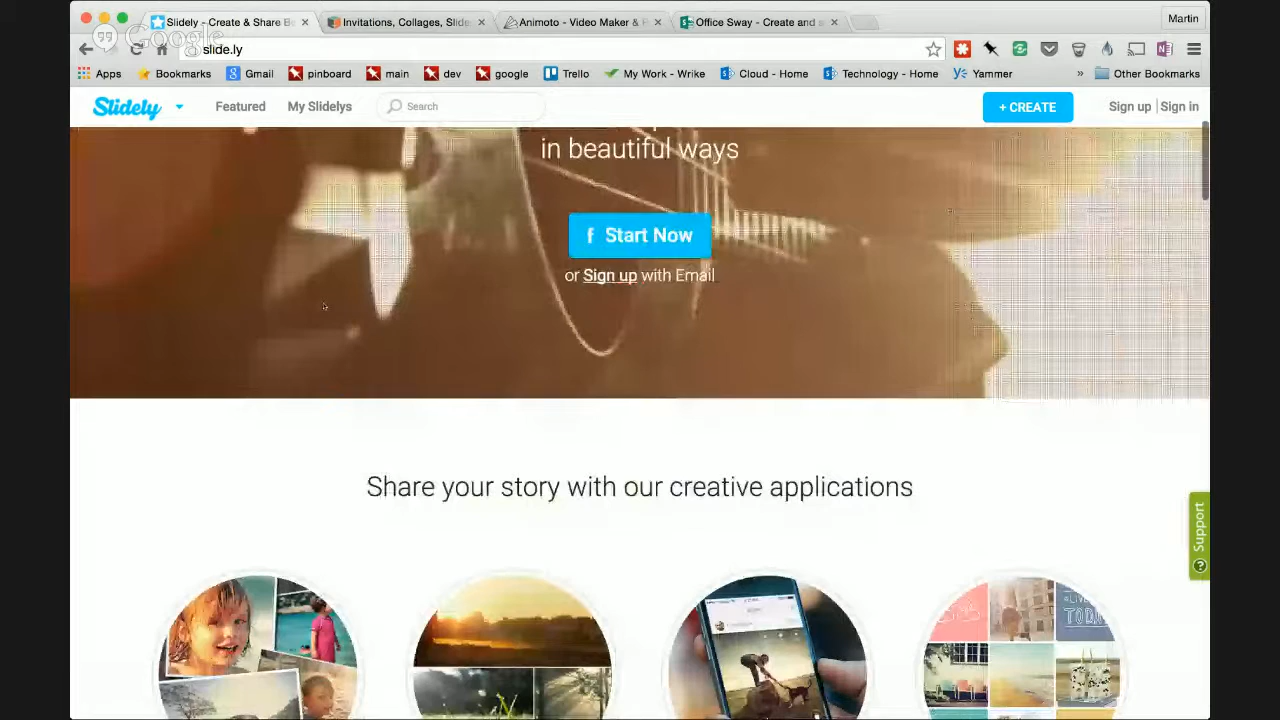 Slidely - Create & Share Be
Invitations, Collages, Slide
Animoto - Video Maker &
Office Sway - Create and s
Martin
Google
slide.ly
Apps
Bookmarks
Gmail
pinboard
main
dev
google
Trello
My Work - Wrike
Cloud - Home
Technology - Home
Yammer
»
Other Bookmarks
Slidely
Featured
My Slidelys
Search
+ CREATE
Sign up | Sign in
in beautiful ways
f Start Now
or Sign up with Email
Share your story with our creative applications
Support